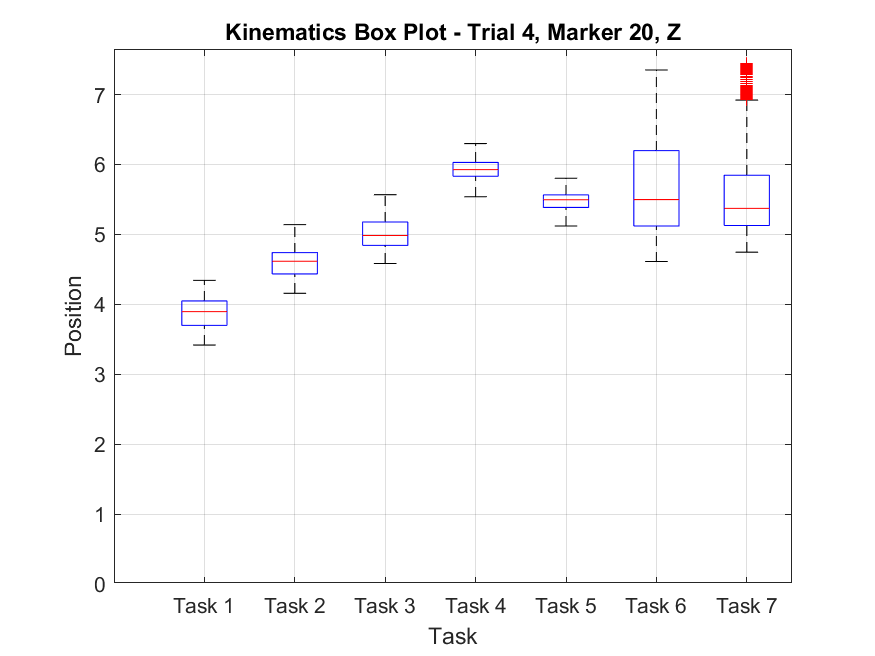 Kinematics Box Plot - Trial 4, Marker 20, Z
7
6
5
4
3
2
1
0
Position
Task 1 Task 2 Task 3 Task 4 Task 5 Task 6 Task 7
Task